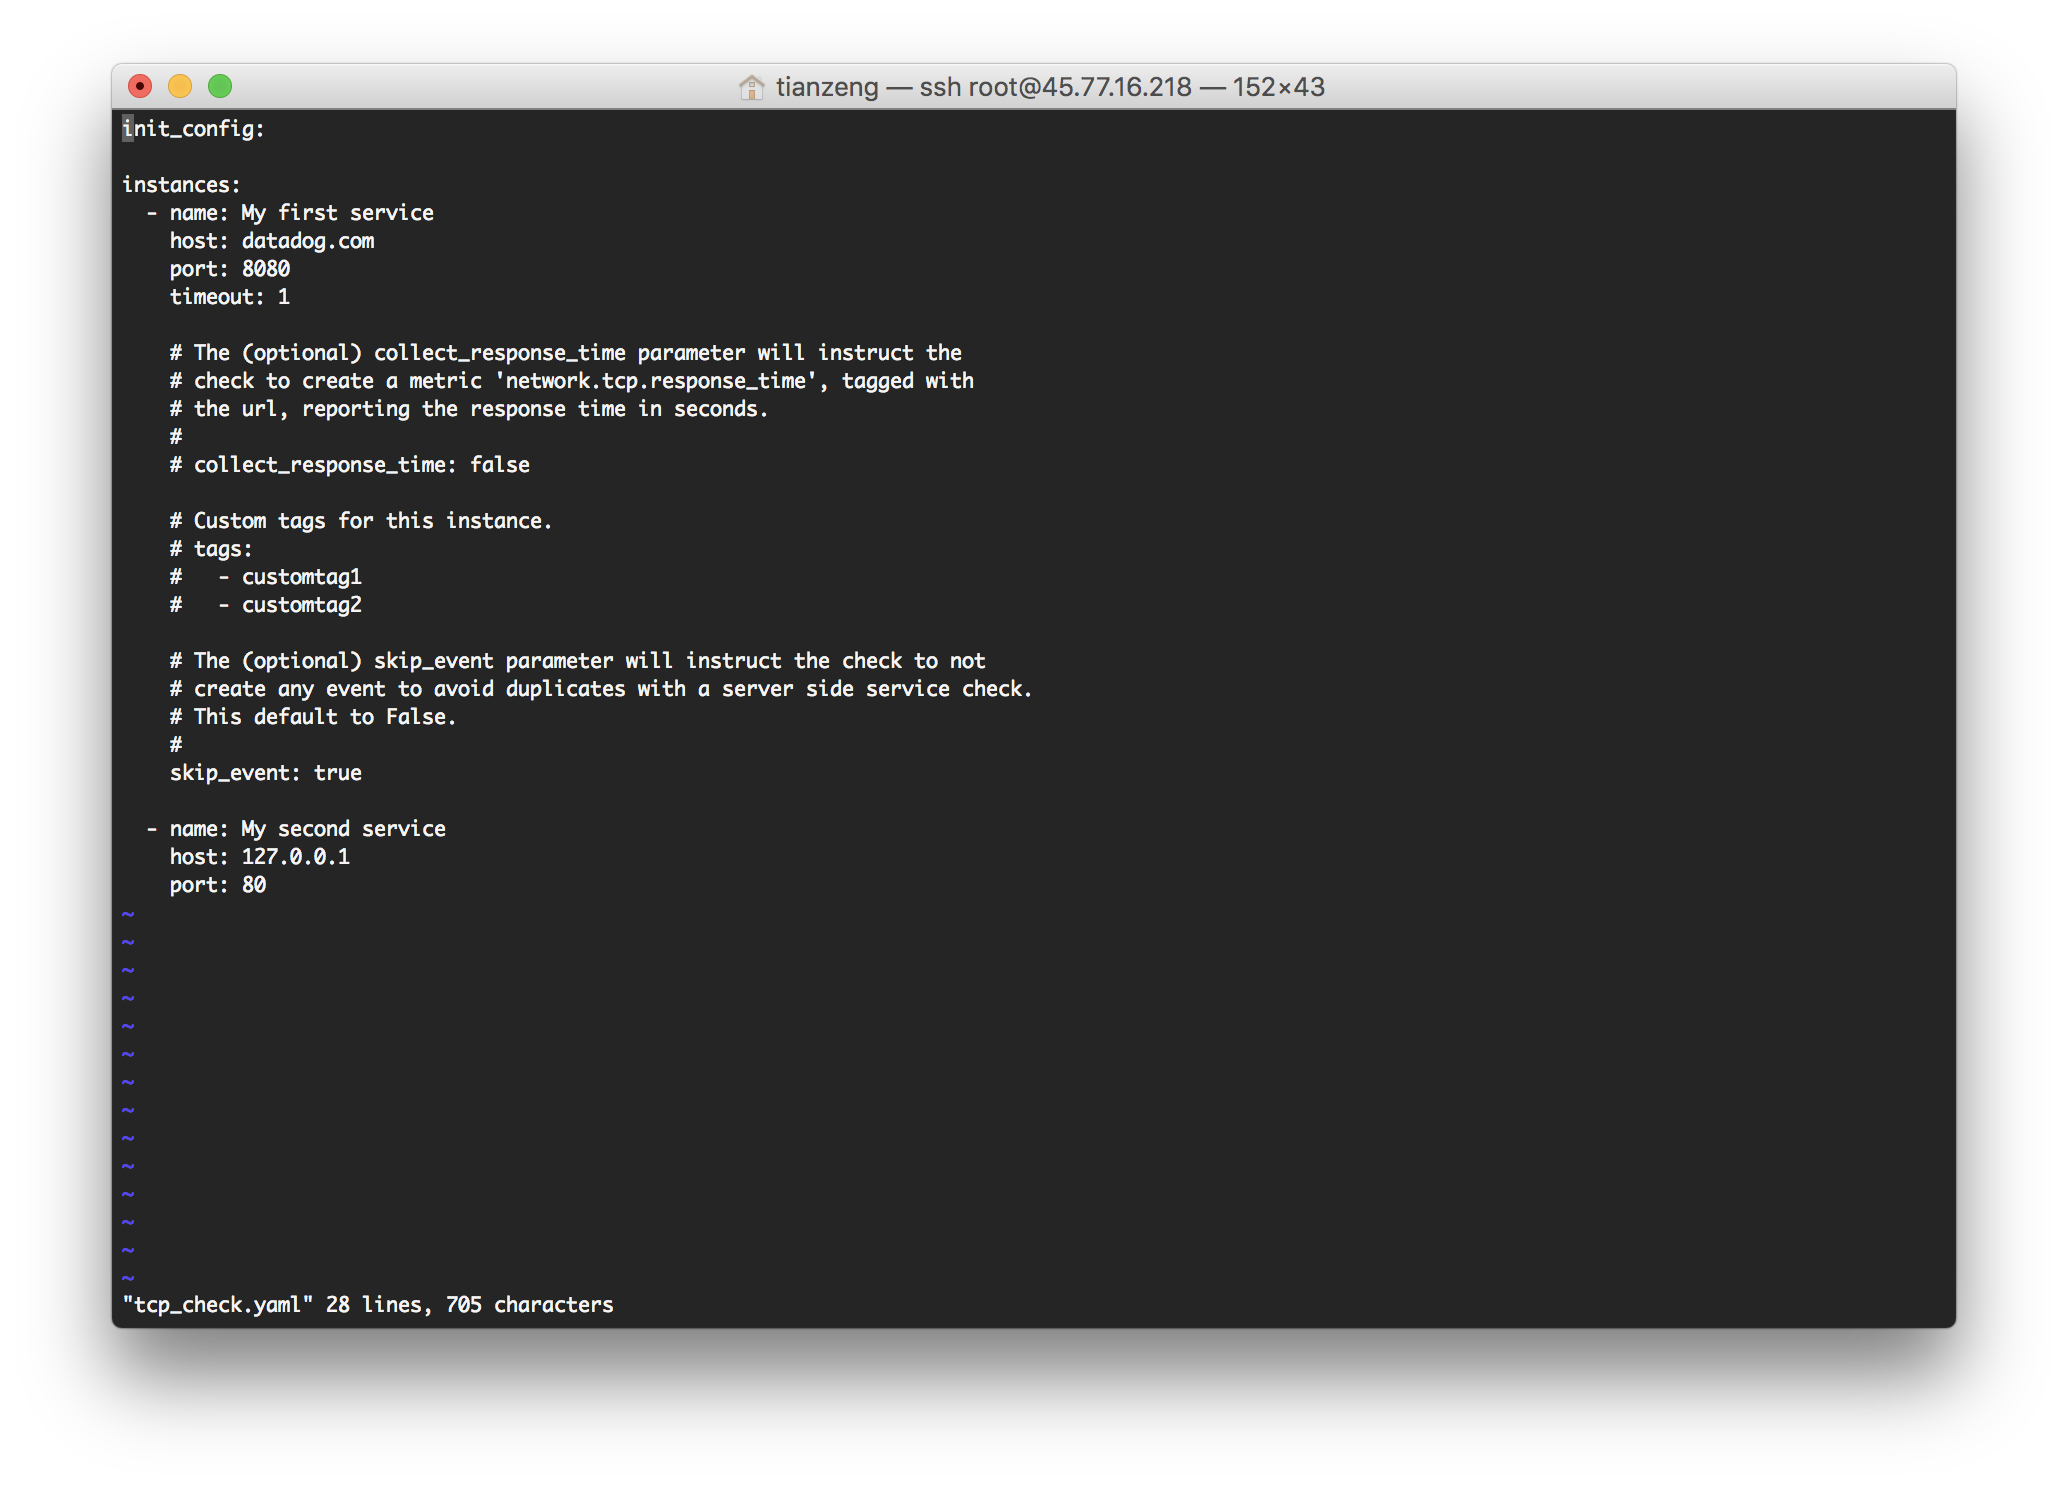 tianzeng — ssh root@45.77.16.218 — 152×43
init_config:

instances:
  - name: My first service
    host: datadog.com
    port: 8080
    timeout: 1

    # The (optional) collect_response_time parameter will instruct the
    # check to create a metric 'network.tcp.response_time', tagged with
    # the url, reporting the response time in seconds.
    #
    # collect_response_time: false

    # Custom tags for this instance.
    # tags:
    #   - customtag1
    #   - customtag2

    # The (optional) skip_event parameter will instruct the check to not
    # create any event to avoid duplicates with a server side service check.
    # This default to False.
    #
    skip_event: true

  - name: My second service
    host: 127.0.0.1
    port: 80
~
~
~
~
~
~
~
~
~
~
~
~
~
~
"tcp_check.yaml" 28 lines, 705 characters